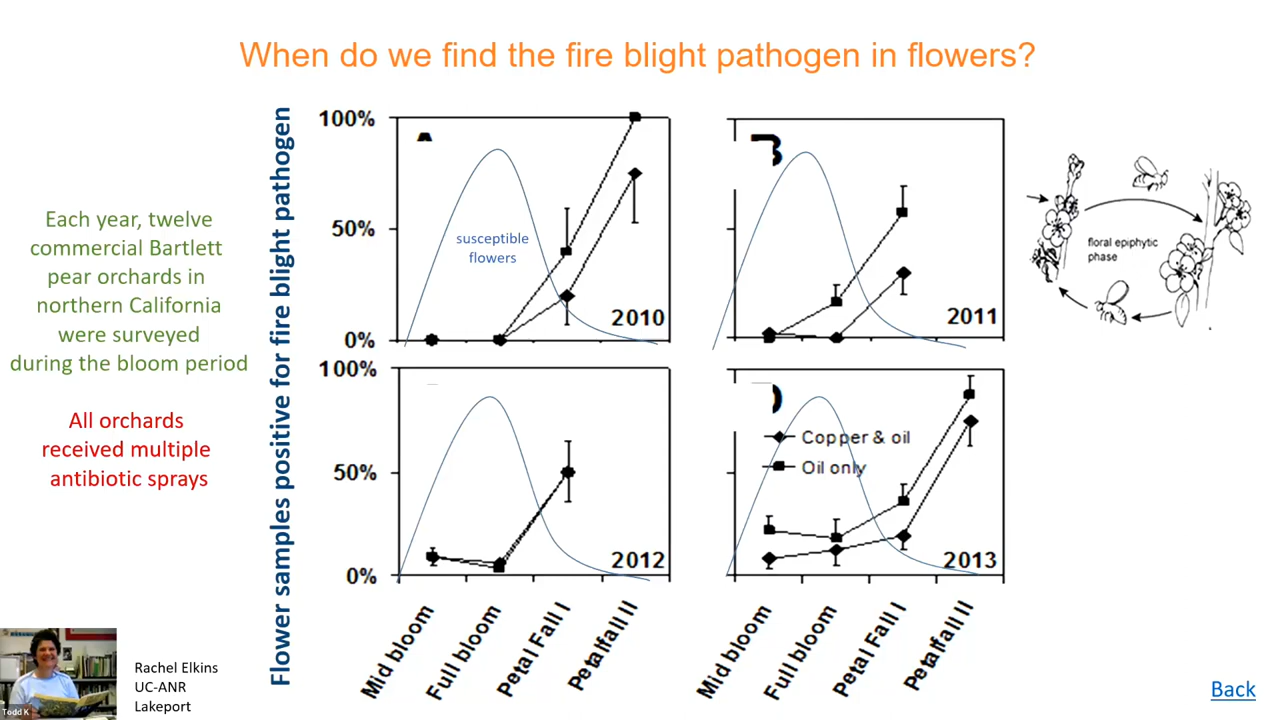 When do we find the fire blight pathogen in flowers?
Each year, twelve
commercial Bartlett
pear orchards in
northern California
were surveyed
during the bloom period
All orchards
received multiple
antibiotic sprays
Flower samples positive for fire blight pathogen
100%
50%
0%
susceptible
flowers
2010
B
2011
100%
50%
0%
2012
D
Copper & oil
Oil only
2013
Mid bloom
Full bloom
Petal Fall I
Petalfall II
Mid bloom
Full bloom
Petal Fall I
Petalfall II
floral epiphytic
phase
Rachel Elkins
UC-ANR
Lakeport
Todd K
Back